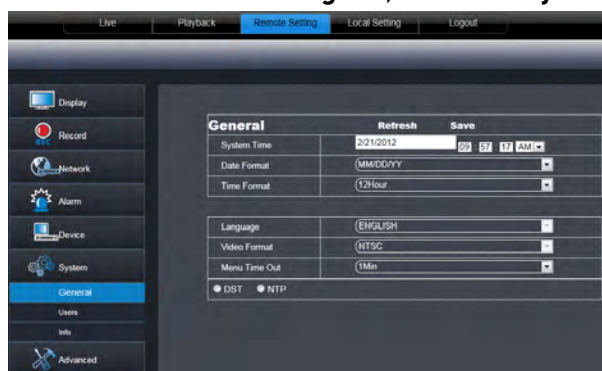 Live Playback Remote Setting Local Setting Logout
Display
REC Record
Network
Alarm
Device
System
General
Users
Info
Advanced
General Refresh Save
System Time 2/21/2012 09 : 57 : 17 AM
Date Format MM/DD/YY
Time Format 12Hour
Language ENGLISH
Video Format NTSC
Menu Time Out 1Min
DST NTP